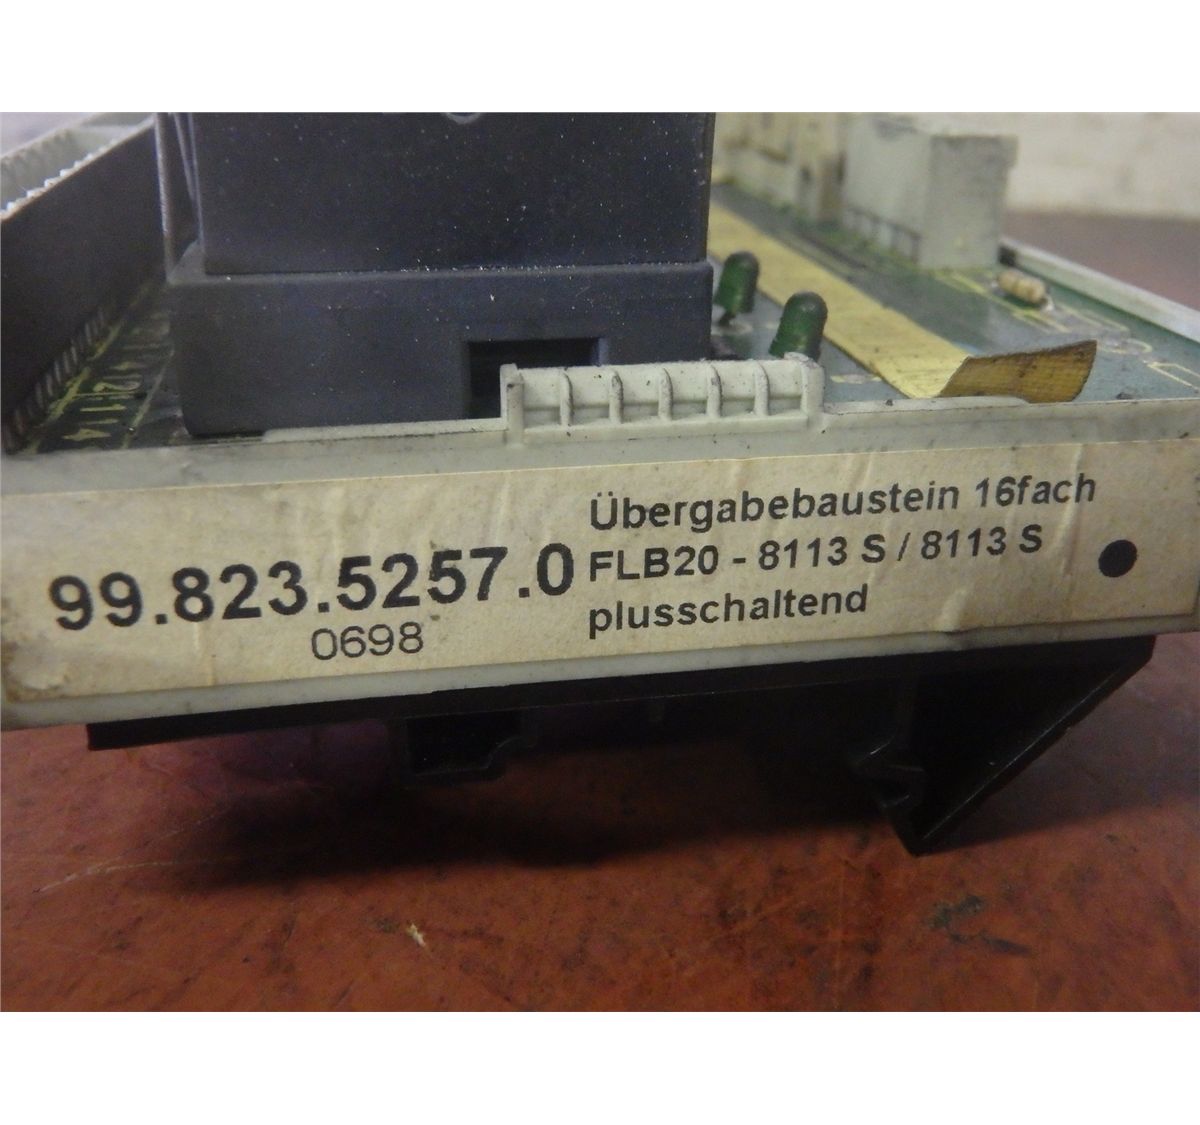 99.823.5257.0
0698
Übergabebaustein 16fach
FLB20 - 8113 S / 8113 S
plusschaltend